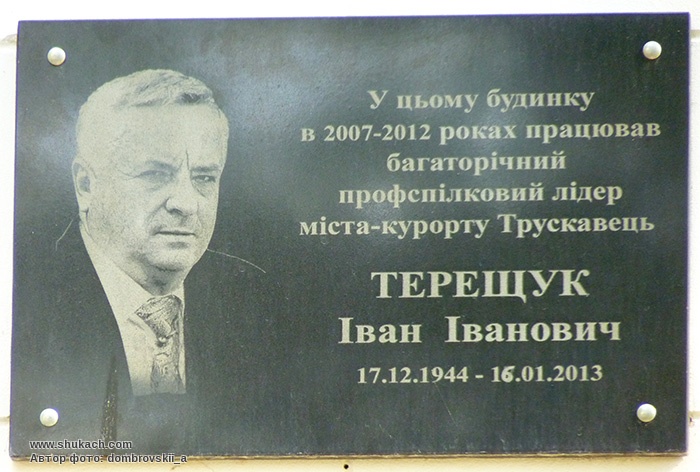 У цьому будинку
в 2007-2012 роках працював
багаторічний
профспілковий лідер
міста-курорту Трускавець
ТЕРЕЩУК
Іван Іванович
17.12.1944 - 16.01.2013
www.shukach.com
Автор фото: dombrovskii_a